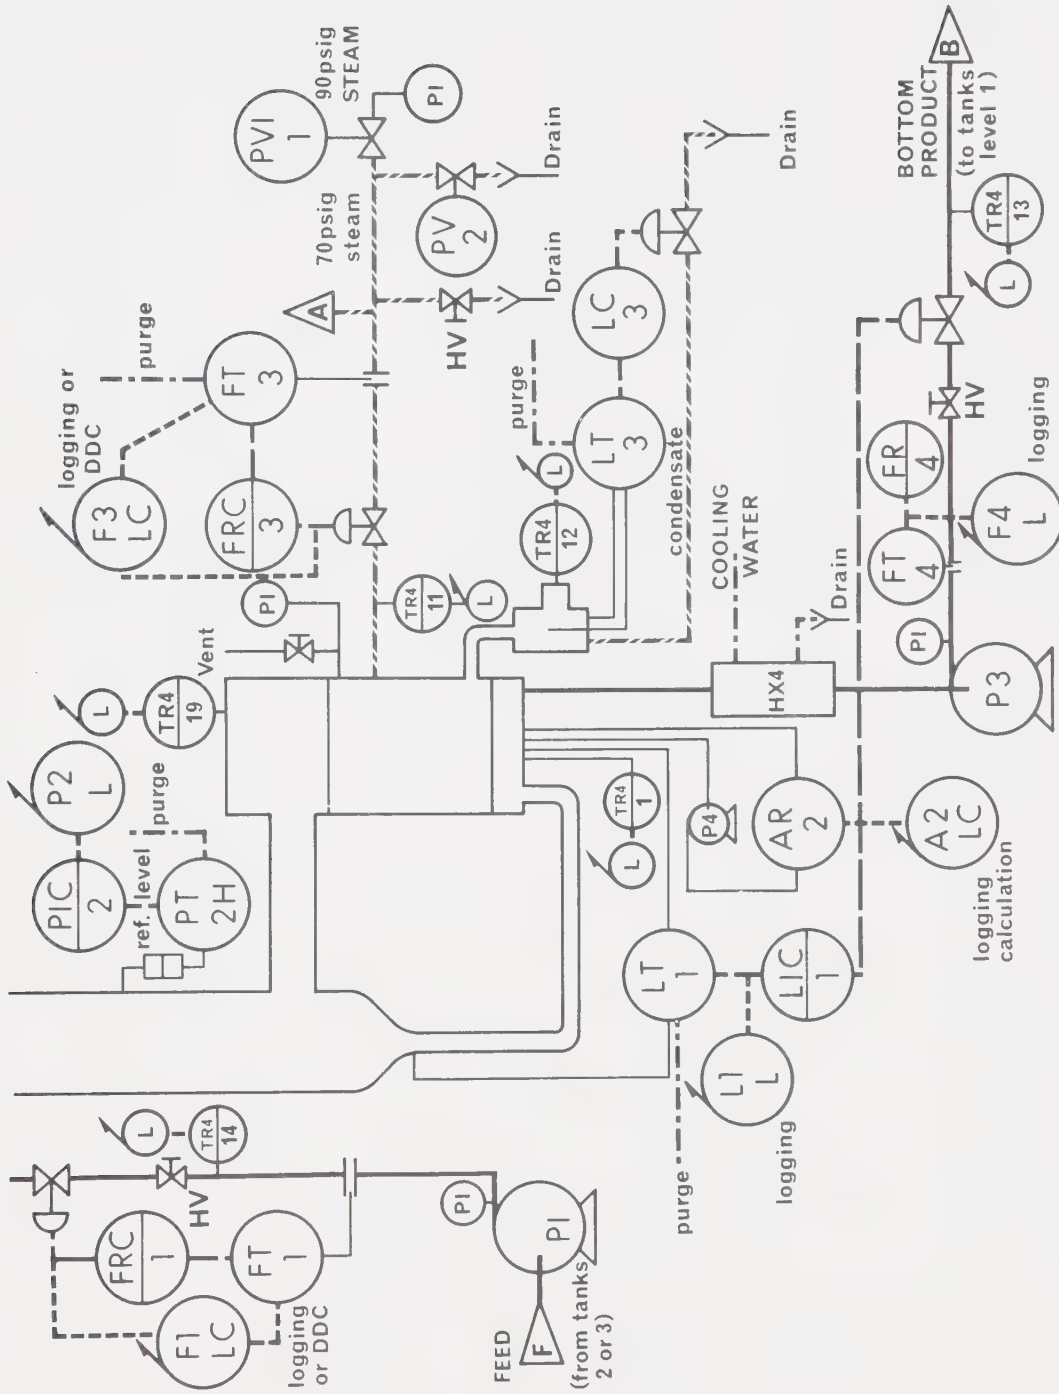 FEED
(from tanks
2 or 3)
F
P1
PI
logging
or DDC
F1
LC
FRC
1
FT
1
HV
TR4
14
L
purge
logging
L1
L
LT
1
LIC
1
PIC
2
P2
L
ref. level
purge
PT
2H
TR4
19
L
Vent
PI
TR4
1
L
P4
AR
2
A2
LC
logging
calculation
F3
LC
logging or
DDC
FRC
3
FT
3
purge
TR4
11
L
TR4
12
L
purge
LT
3
LC
3
condensate
COOLING
WATER
HX4
Drain
A
70psig
steam
HV
Drain
PV
2
Drain
PVI
1
90psig
STEAM
PI
Drain
P3
PI
FT
4
FR
4
F4
L
logging
HV
TR4
13
L
BOTTOM
PRODUCT
(to tanks
level 1)
B